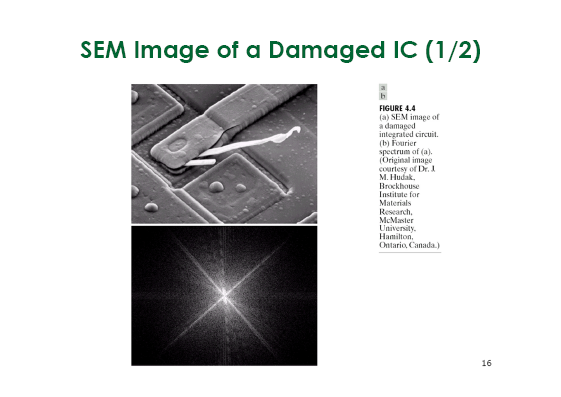 SEM Image of a Damaged IC (1/2)
a
b
FIGURE 4.4
(a) SEM image of
a damaged
integrated circuit.
(b) Fourier
spectrum of (a).
(Original image
courtesy of Dr. J.
M. Hudak,
Brockhouse
Institute for
Materials
Research,
McMaster
University,
Hamilton,
Ontario, Canada.)
16